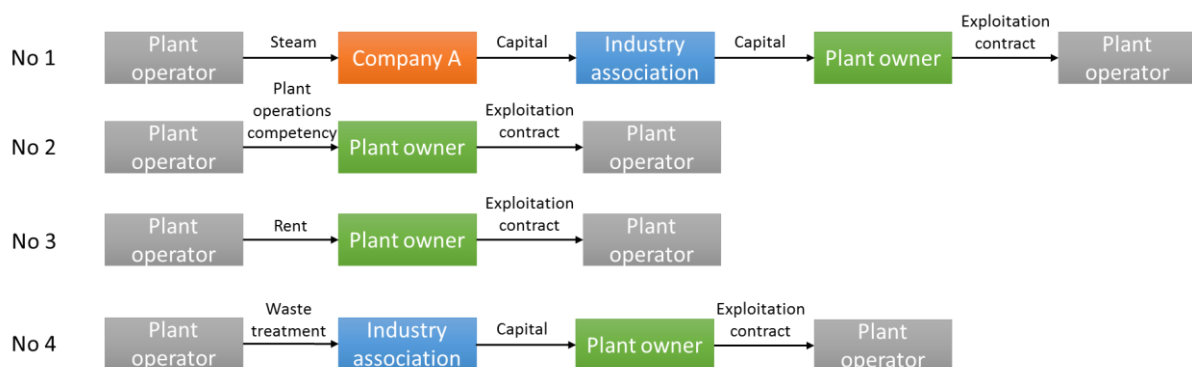 No 1
Plant
operator
Steam
Company A
Capital
Industry
association
Capital
Plant owner
Exploitation
contract
Plant
operator
No 2
Plant
operator
Plant
operations
competency
Plant owner
Exploitation
contract
Plant
operator
No 3
Plant
operator
Rent
Plant owner
Exploitation
contract
Plant
operator
No 4
Plant
operator
Waste
treatment
Industry
association
Capital
Plant owner
Exploitation
contract
Plant
operator